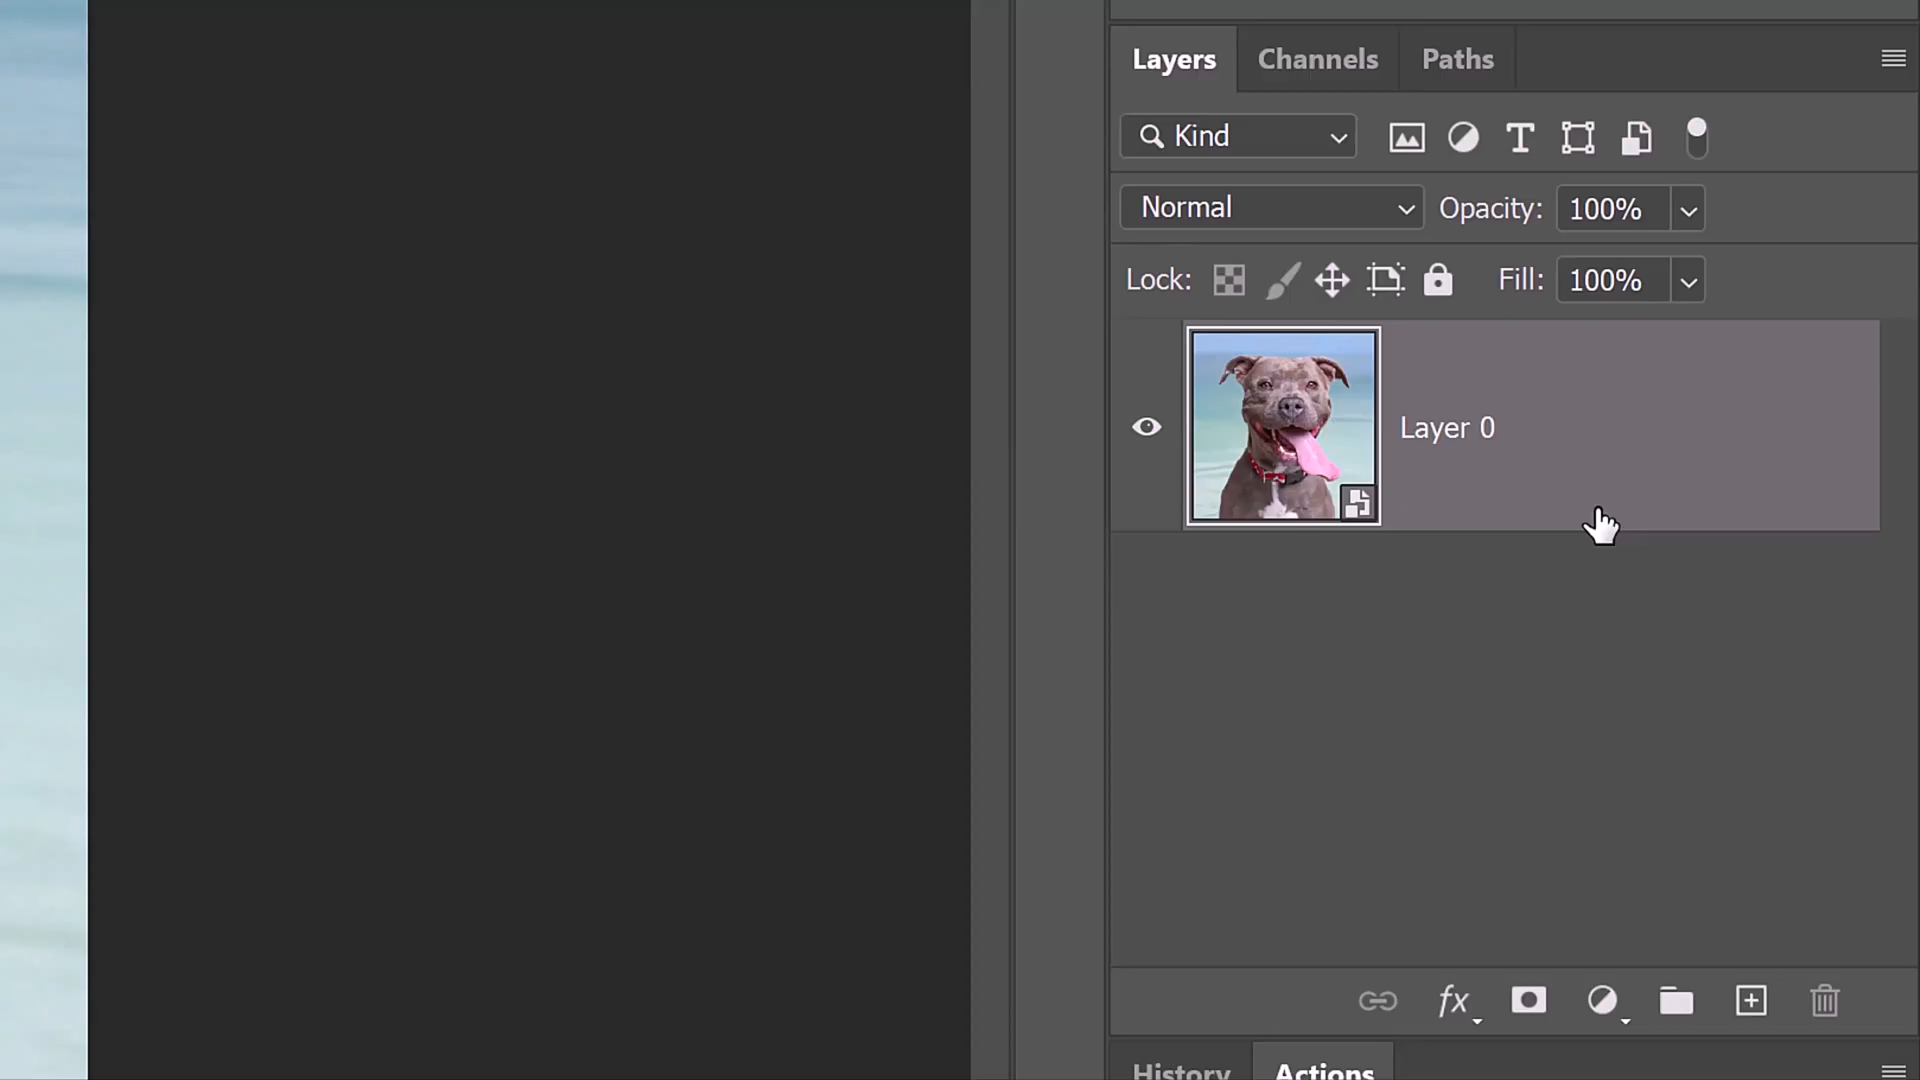 Layers Channels Paths
Kind T
Normal Opacity: 100%
Lock: Fill: 100%
Layer 0
fx
History Actions